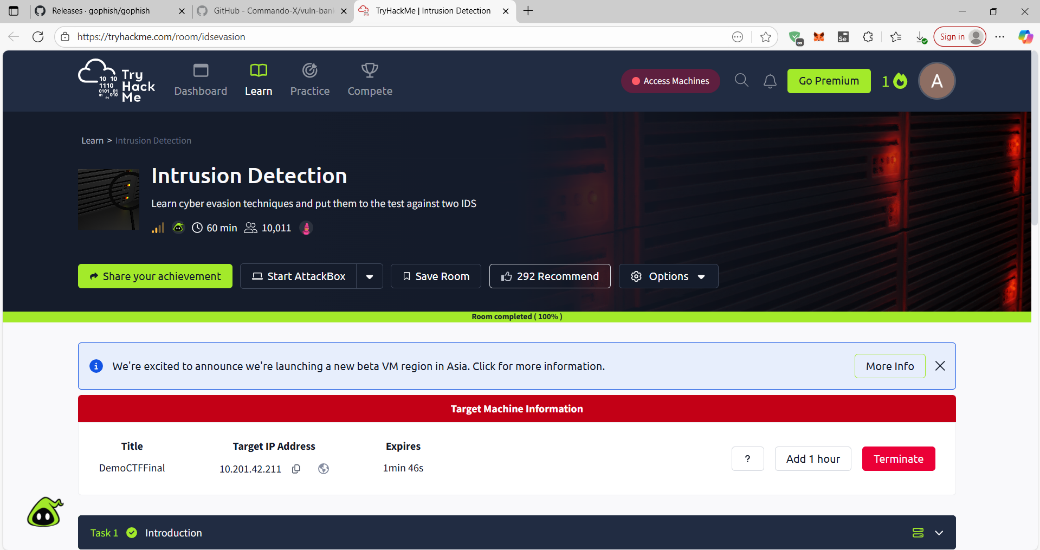 Releases · gophish/gophish
GitHub - Commando-X/vuln-ban
TryHackMe | Intrusion Detection
https://tryhackme.com/room/idsevasion
Sign in
Try Hack Me
Dashboard
Learn
Practice
Compete
Access Machines
Go Premium
1
A
Learn > Intrusion Detection
Intrusion Detection
Learn cyber evasion techniques and put them to the test against two IDS
60 min
10,011
Share your achievement
Start AttackBox
Save Room
292 Recommend
Options
Room completed ( 100% )
We're excited to announce we're launching a new beta VM region in Asia. Click for more information.
More Info
Target Machine Information
Title
Target IP Address
Expires
DemoCTFFinal
10.201.42.211
1min 46s
?
Add 1 hour
Terminate
Task 1
Introduction